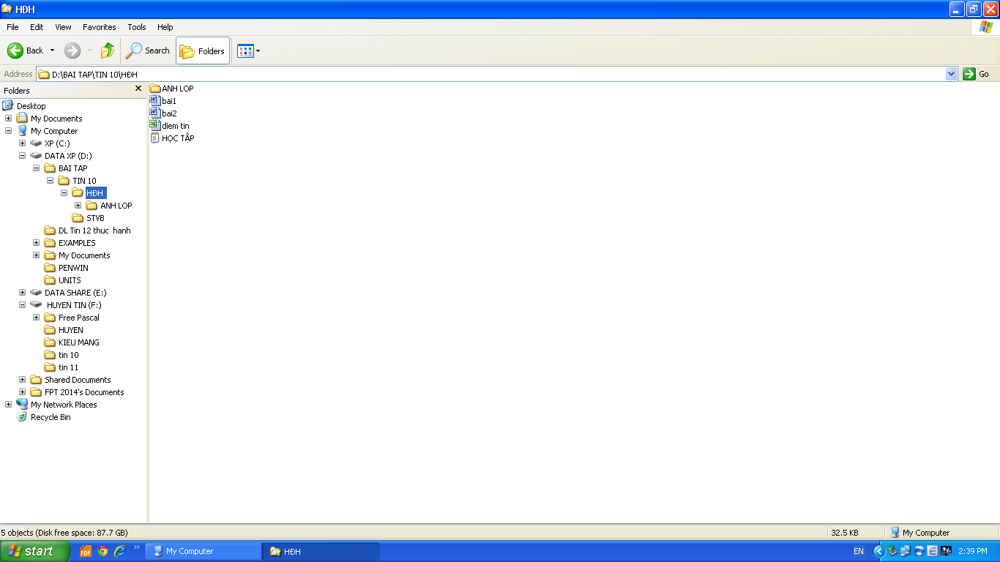 HĐH
File Edit View Favorites Tools Help
Back Search Folders
Address D:\BAI TAP\TIN 10\HĐH Go
Folders
Desktop
My Documents
My Computer
XP (C:)
DATA XP (D:)
BAI TAP
TIN 10
HĐH
ANH LOP
STVB
DL Tin 12 thuc hanh
EXAMPLES
My Documents
PENWIN
UNITS
DATA SHARE (E:)
HUYEN TIN (F:)
Free Pascal
HUYEN
KIEU MANG
tin 10
tin 11
Shared Documents
FPT 2014's Documents
My Network Places
Recycle Bin
ANH LOP
bai1
bai2
diem tin
HỌC TẬP
5 objects (Disk free space: 87.7 GB) 32.5 KB My Computer
start PDF My Computer HĐH EN 2:39 PM